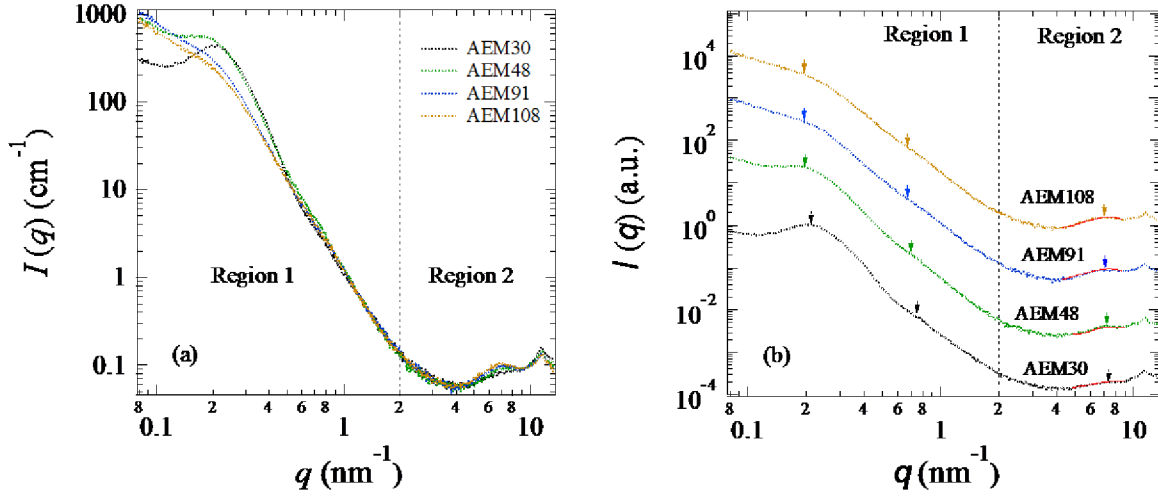 1000
100
10
1
0.1
I (q) (cm⁻¹)
AEM30
AEM48
AEM91
AEM108
Region 1
Region 2
(a)
8
0.1
2
4
6
8
1
2
4
6
8
10
q (nm⁻¹)
10⁴
10²
10⁰
10⁻²
10⁻⁴
I (q) (a.u.)
Region 1
Region 2
AEM108
AEM91
AEM48
AEM30
(b)
8
0.1
2
4
6
8
1
2
4
6
8
10
q (nm⁻¹)